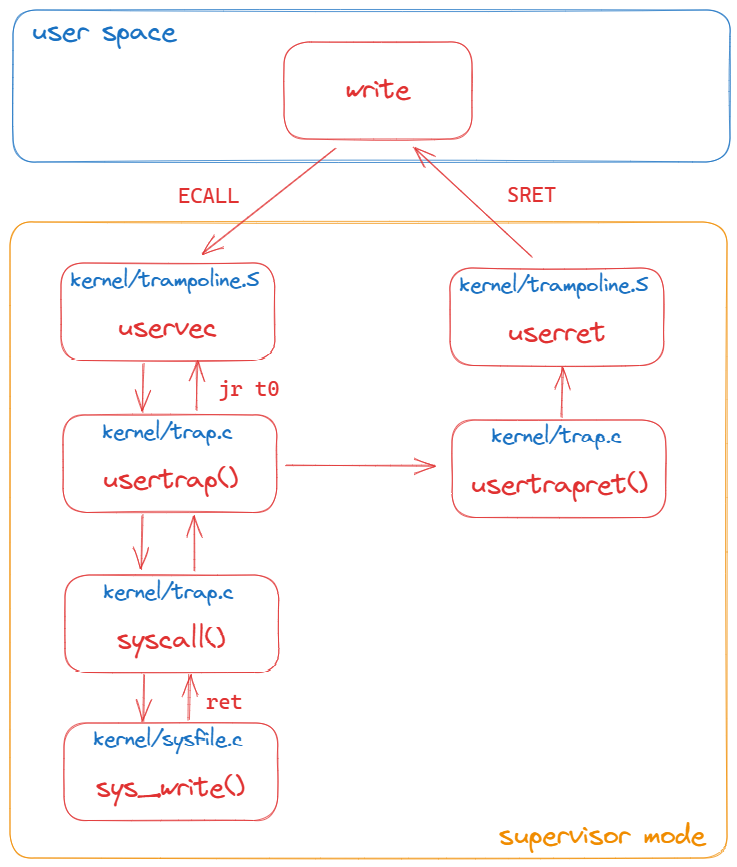 user space
write
ECALL
SRET
kernel/trampoline.S
uservec
kernel/trampoline.S
userret
jr t0
kernel/trap.c
usertrap()
kernel/trap.c
usertrapret()
kernel/trap.c
syscall()
ret
kernel/sysfile.c
sys_write()
supervisor mode